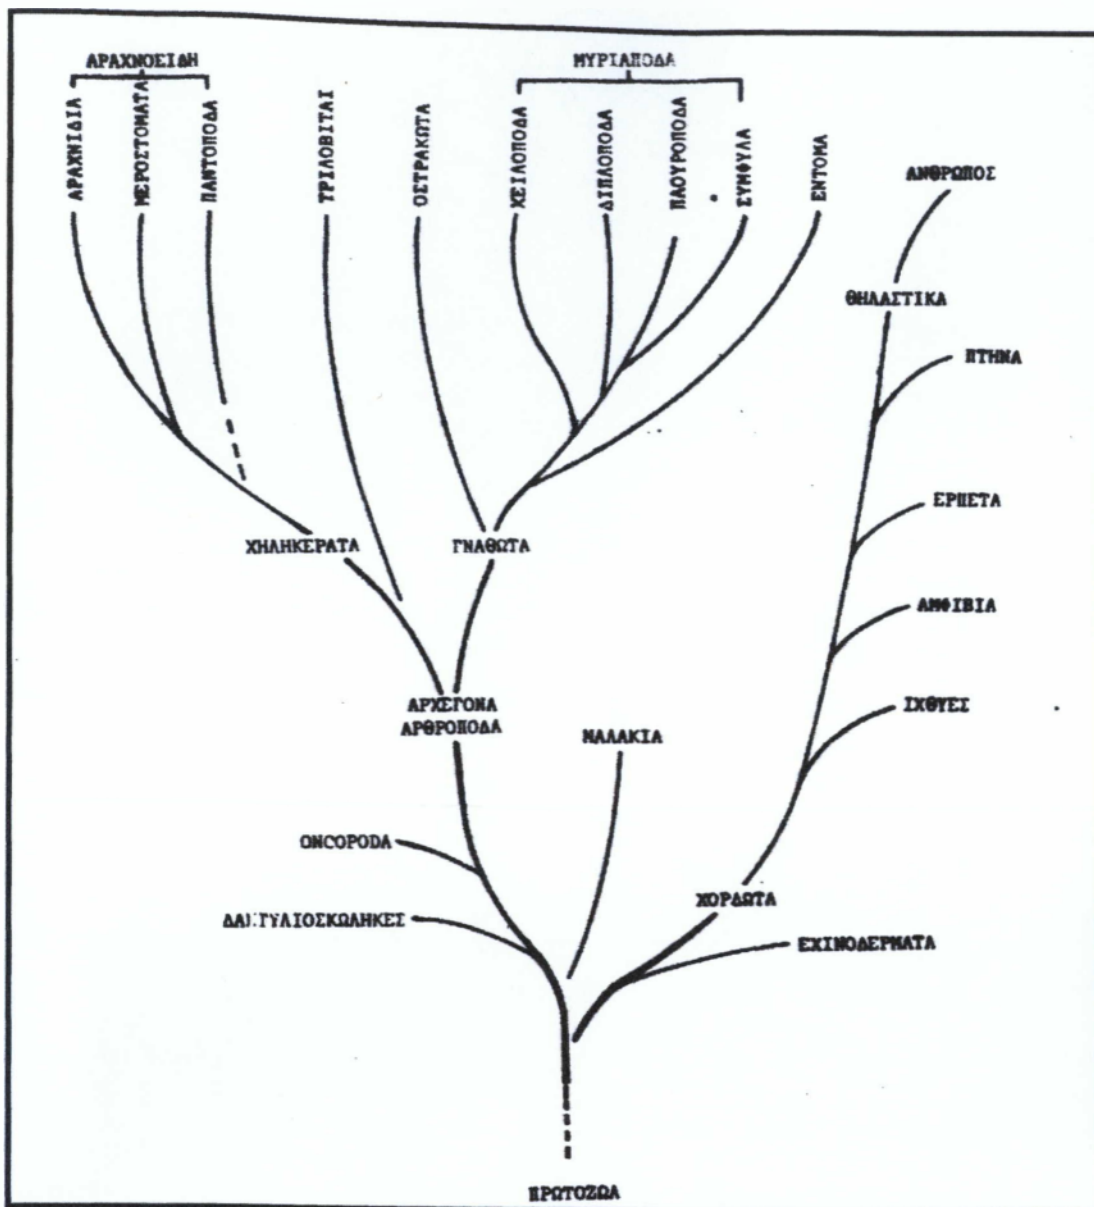 ΑΡΑΧΝΟΕΙΔΗ
ΜΥΡΙΑΠΟΔΑ
ΑΡΑΧΝΙΔΙΑ
ΜΕΡΟΣΤΟΜΑΤΑ
ΠΑΝΤΟΠΟΔΑ
ΤΡΙΛΟΒΙΤΑΙ
ΟΣΤΡΑΚΩΤΑ
ΧΕΙΛΟΠΟΔΑ
ΔΙΠΛΟΠΟΔΑ
ΠΑΟΥΡΟΠΟΔΑ
ΣΥΜΦΥΛΑ
ΕΝΤΟΜΑ
ΑΝΘΡΩΠΟΣ
ΘΗΛΑΣΤΙΚΑ
ΠΤΗΝΑ
ΕΡΠΕΤΑ
ΧΗΛΗΚΕΡΑΤΑ
ΓΝΑΘΩΤΑ
ΑΜΦΙΒΙΑ
ΑΡΧΕΓΟΝΑ
ΑΡΘΡΟΠΟΔΑ
ΙΧΘΥΕΣ
ΜΑΛΑΚΙΑ
ONCOPODA
ΧΟΡΔΩΤΑ
ΔΑΚΤΥΛΙΟΣΚΩΛΗΚΕΣ
ΕΧΙΝΟΔΕΡΜΑΤΑ
ΠΡΩΤΟΖΩΑ